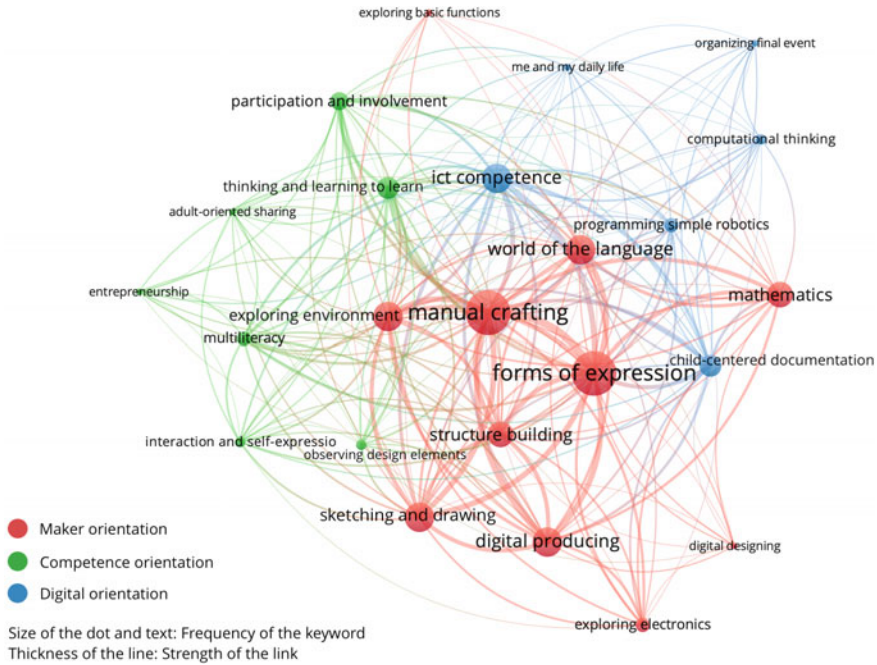 exploring basic functions
organizing final event
me and my daily life
participation and involvement
computational thinking
ict competence
thinking and learning to learn
adult-oriented sharing
programming simple robotics
world of the language
entrepreneurship
mathematics
exploring environment
manual crafting
multiliteracy
child-centered documentation
forms of expression
structure building
interaction and self-expressio
observing design elements
sketching and drawing
digital producing
digital designing
exploring electronics
Maker orientation
Competence orientation
Digital orientation
Size of the dot and text: Frequency of the keyword
Thickness of the line: Strength of the link